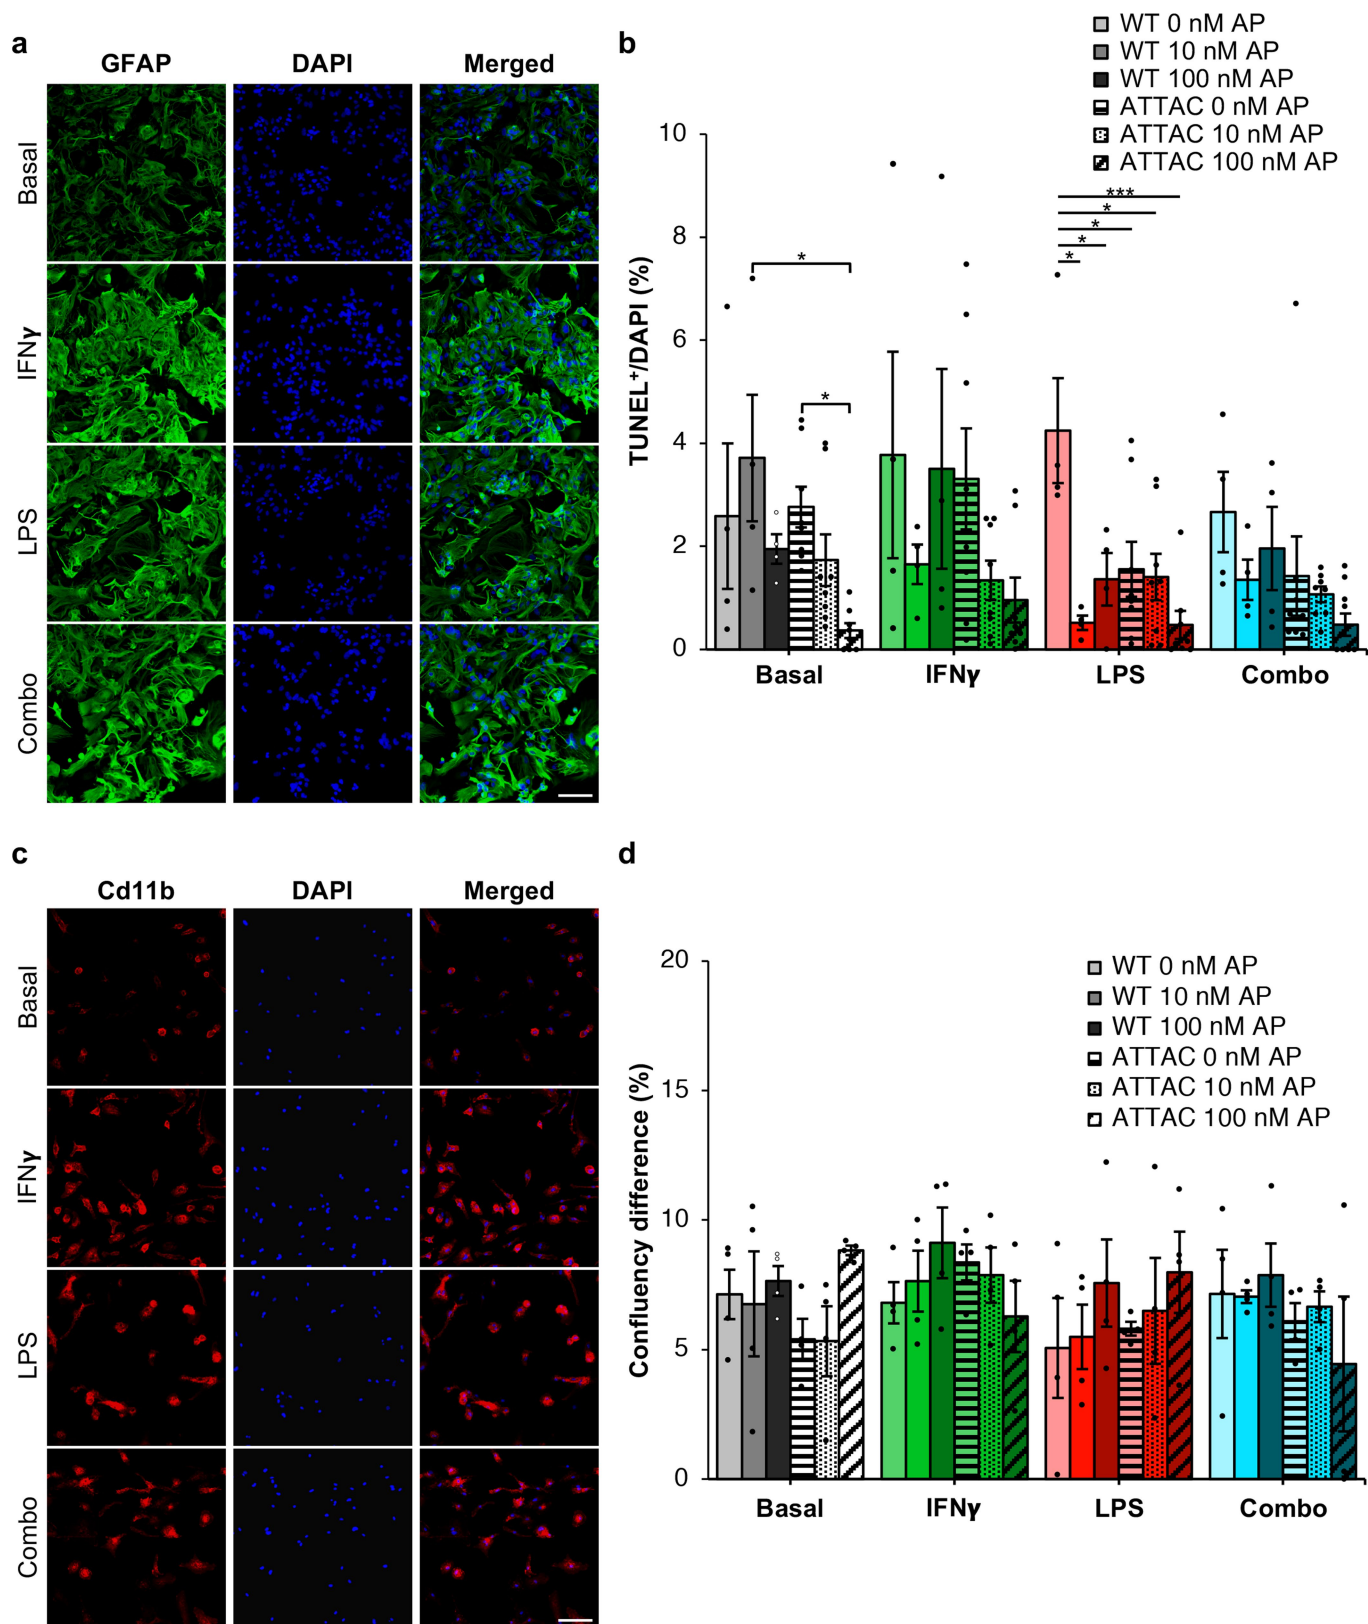 a
GFAP DAPI Merged
Basal
IFNγ
LPS
Combo
b
WT 0 nM AP
WT 10 nM AP
WT 100 nM AP
ATTAC 0 nM AP
ATTAC 10 nM AP
ATTAC 100 nM AP
TUNEL⁺/DAPI (%)
10
8
6
4
2
0
*
*
***
*
*
*
*
Basal IFNγ LPS Combo
c
Cd11b DAPI Merged
Basal
IFNγ
LPS
Combo
d
WT 0 nM AP
WT 10 nM AP
WT 100 nM AP
ATTAC 0 nM AP
ATTAC 10 nM AP
ATTAC 100 nM AP
Confluency difference (%)
20
15
10
5
0
Basal IFNγ LPS Combo